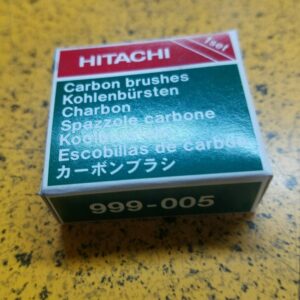 HITACHI
1set
Carbon brushes
Kohlenbürsten
Charbon
Spazzole carbone
Escobillas de carbón
カーボンブラシ
999-005